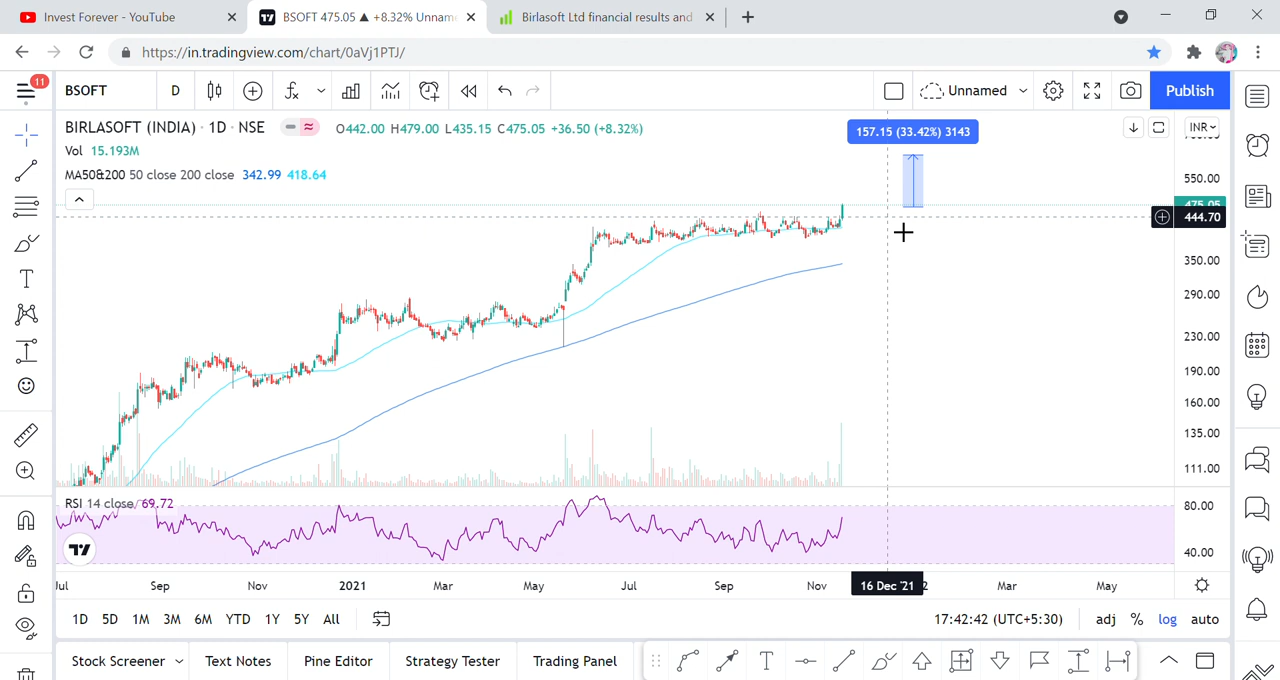 Invest Forever - YouTube
BSOFT 475.05 ▲ +8.32% Unnam
Birlasoft Ltd financial results and
https://in.tradingview.com/chart/0aVj1PTJ/
11
BSOFT
D
Unnamed
Publish
BIRLASOFT (INDIA) · 1D · NSE
O442.00 H479.00 L435.15 C475.05 +36.50 (+8.32%)
157.15 (33.42%) 3143
INR
Vol 15.193M
MA50&200 50 close 200 close 342.99 418.64
550.00
475.05
444.70
350.00
290.00
230.00
190.00
160.00
135.00
111.00
RSI 14 close 69.72
80.00
40.00
Jul
Sep
Nov
2021
Mar
May
Jul
Sep
Nov
16 Dec '21
2
Mar
May
1D 5D 1M 3M 6M YTD 1Y 5Y All
17:42:42 (UTC+5:30)
adj % log auto
Stock Screener
Text Notes
Pine Editor
Strategy Tester
Trading Panel